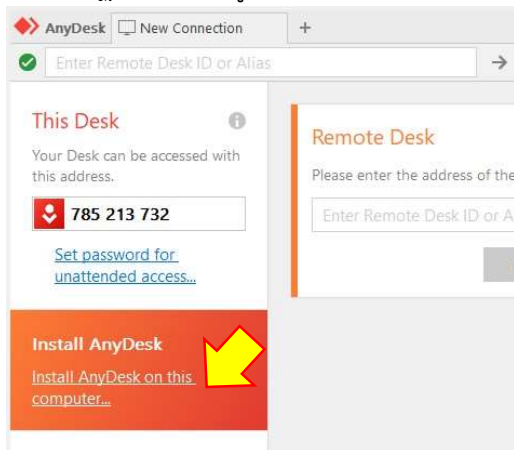 AnyDesk New Connection +
Enter Remote Desk ID or Alias
This Desk
Your Desk can be accessed with
this address.
785 213 732
Set password for
unattended access...
Install AnyDesk
Install AnyDesk on this
computer...
Remote Desk
Please enter the address of the
Enter Remote Desk ID or A